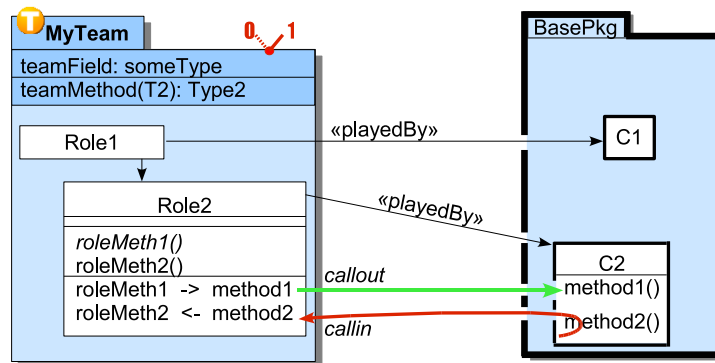 T
MyTeam
0 1
BasePkg
teamField: someType
teamMethod(T2): Type2
Role1
«playedBy»
C1
Role2
«playedBy»
roleMeth1()
roleMeth2()
roleMeth1 -> method1
roleMeth2 <- method2
callout
callin
C2
method1()
method2()